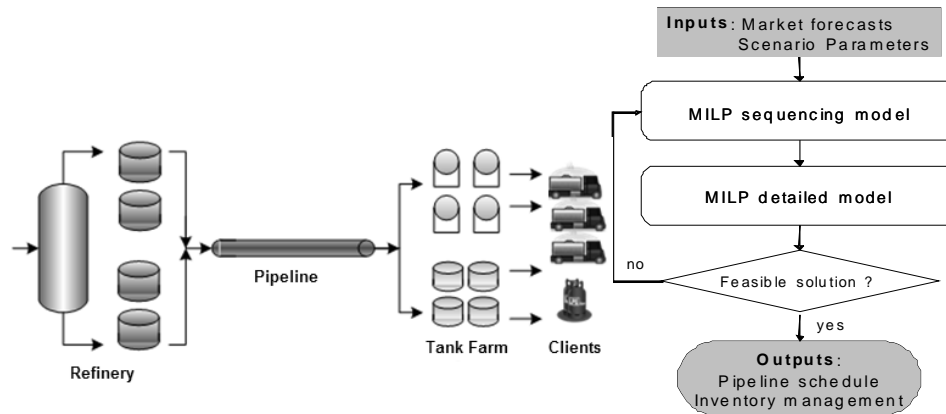 Inputs: Market forecasts
Scenario Parameters
MILP sequencing model
MILP detailed model
no
Feasible solution ?
yes
Outputs:
Pipeline schedule
Inventory management
Pipeline
Refinery
Tank Farm
Clients